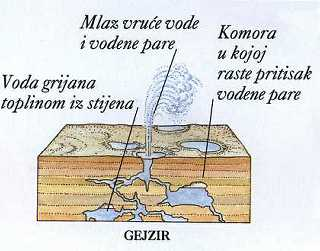 Mlaz vruće vode
i vodene pare
Komora
u kojoj
raste pritisak
vodene pare
Voda grijana
toplinom iz stijena
GEJZIR